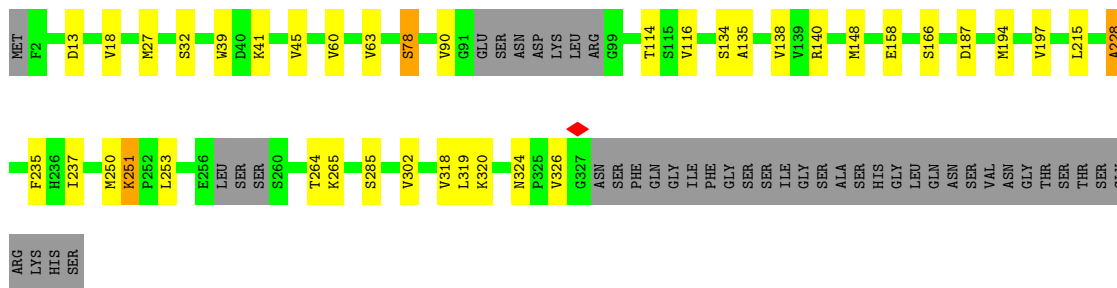 MET F2 D13 V18 M27 S32 W39 D40 K41 V45 V60 V63 S78 V90 G91 GLU SER ASN ASP LYS LEU ARG G99 T114 S115 V116 S134 A135 V138 V139 R140 M148 E158 S166 D187 M194 V197 L215 A228
F235 H236 I237 M250 K251 P252 L253 E256 LEU SER SER S260 T264 K265 S285 V302 V318 L319 K320 N324 P325 V326 G327 ASN SER PHE GLN GLY ILE PHE GLY SER SER ILE GLY SER ALA SER HIS GLY LEU GLN ASN SER VAL ASN GLY THR SER THR SER
ARG LYS HIS SER